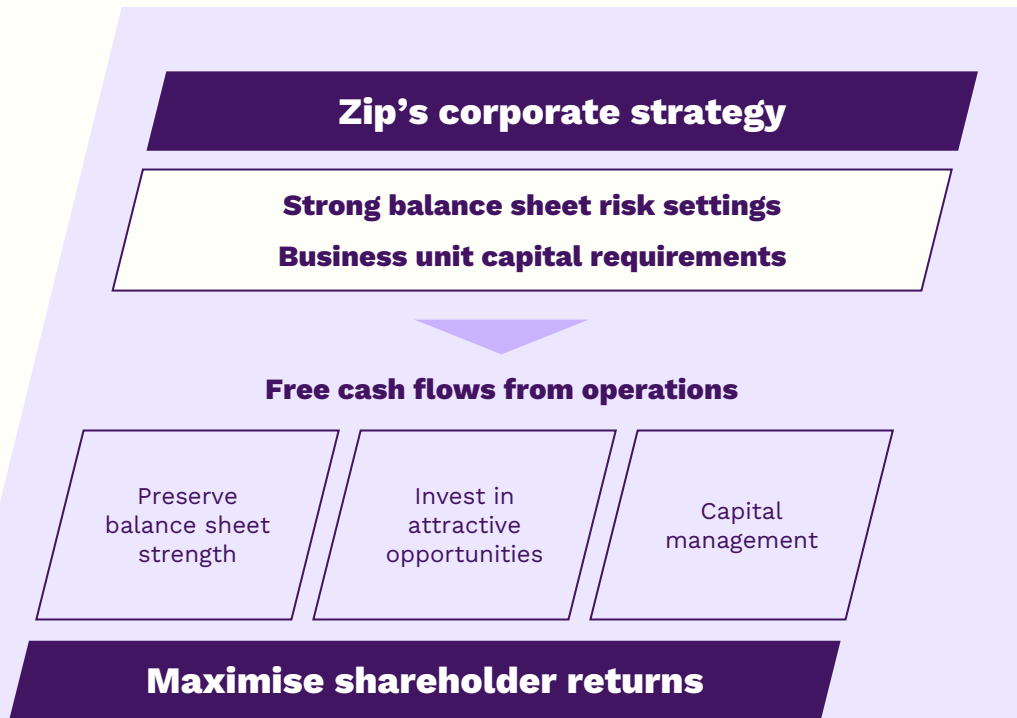 Zip’s corporate strategy
Strong balance sheet risk settings
Business unit capital requirements
Free cash flows from operations
Preserve
balance sheet
strength
Invest in
attractive
opportunities
Capital
management
Maximise shareholder returns